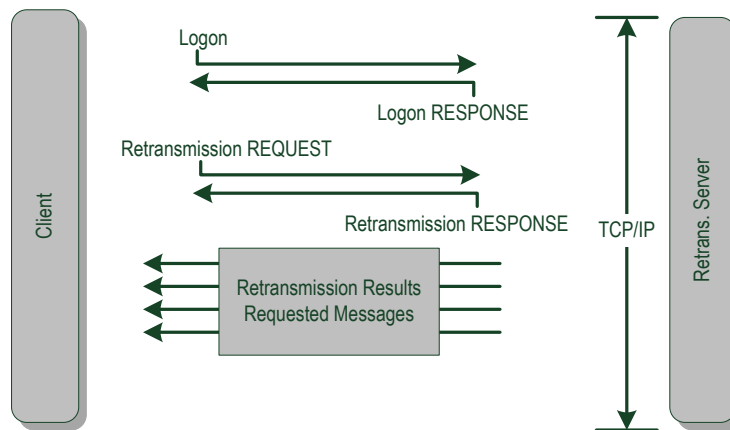 Logon
Logon RESPONSE
Retransmission REQUEST
Retransmission RESPONSE
Client
TCP/IP
Retrans. Server
Retransmission Results
Requested Messages